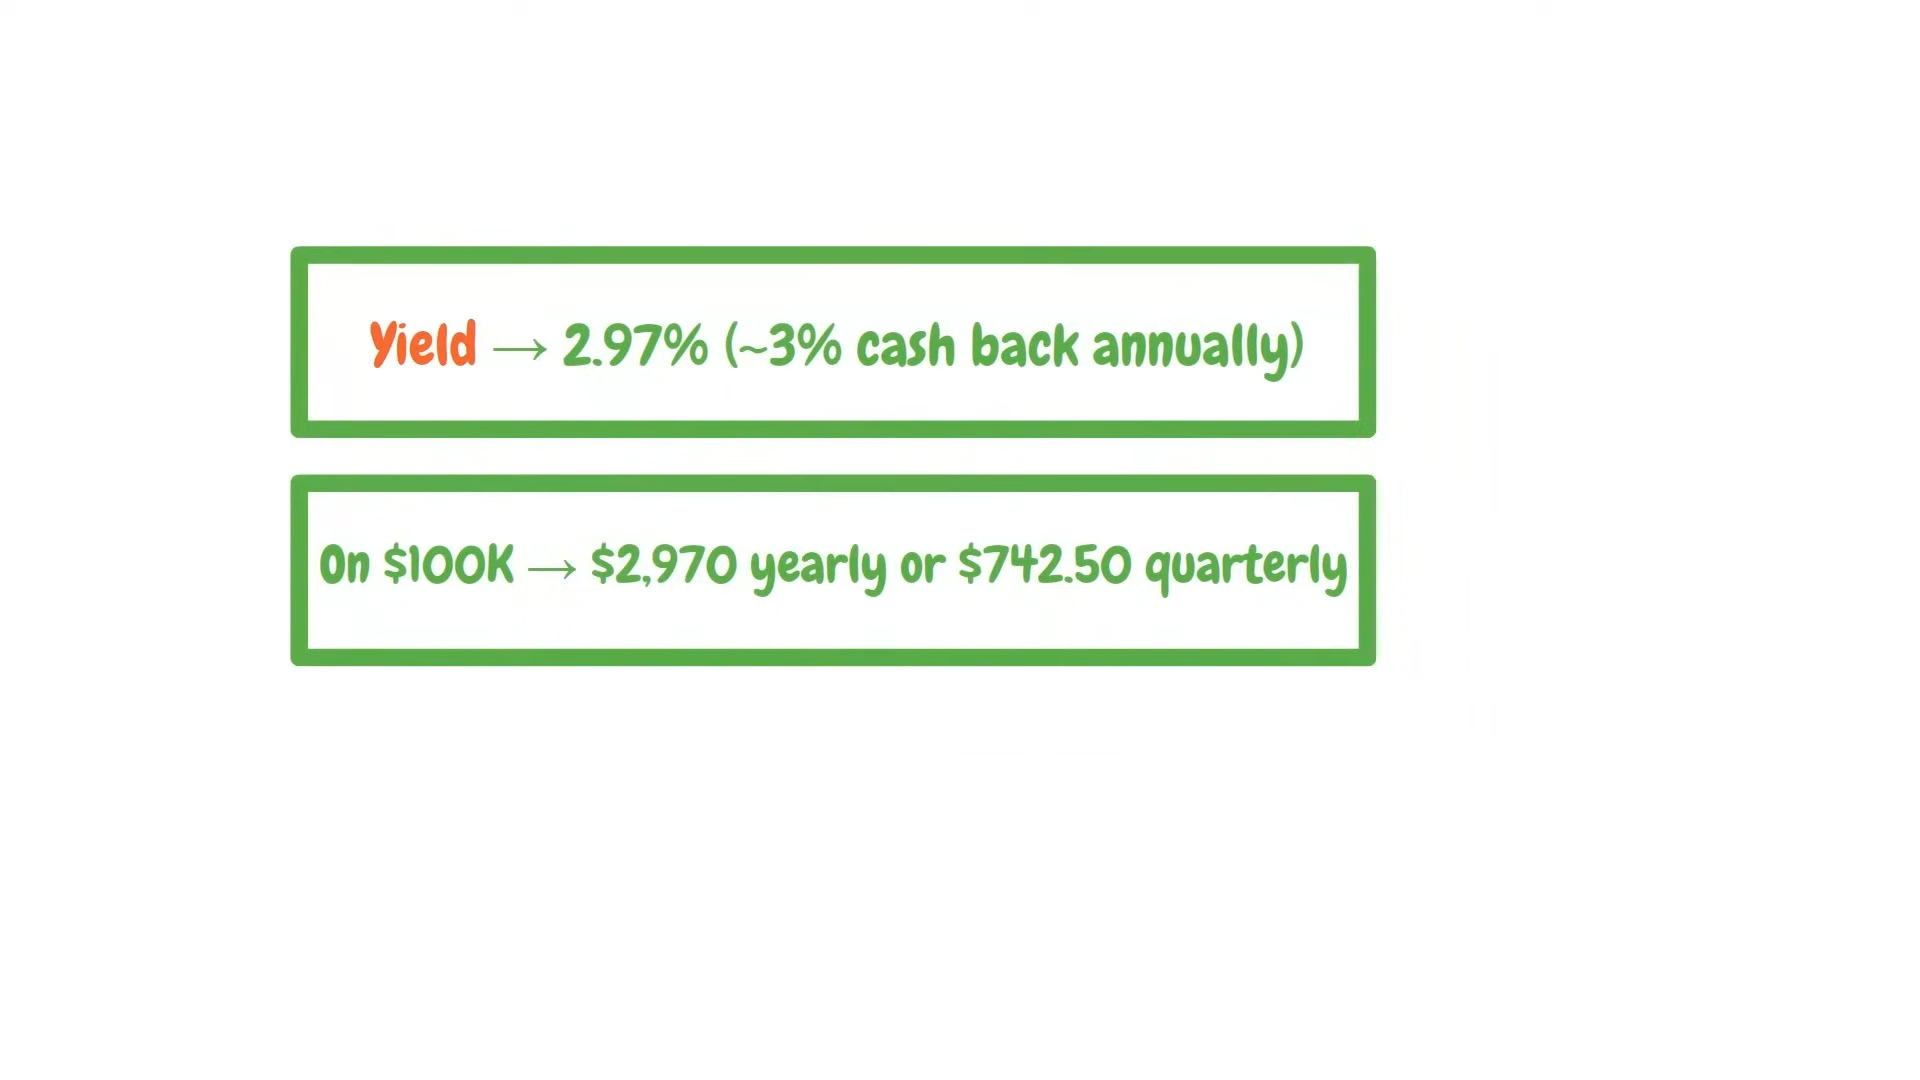 Yield → 2.97% (~3% cash back annually)
On $100K → $2,970 yearly or $742.50 quarterly